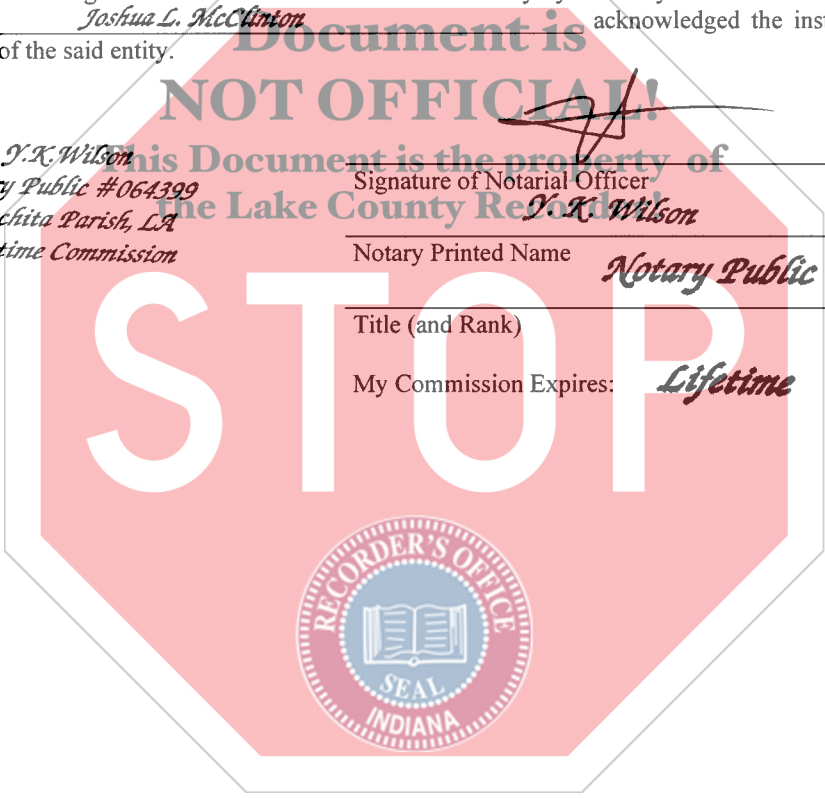 Joshua L. McClinton acknowledged the inst
of the said entity.
Document is
NOT OFFICIAL!
This Document is the property of
the Lake County Recorder!
Y.K. Wilson
y Public #064399
chita Parish, LA
time Commission
Signature of Notarial Officer
Y. K. Wilson
Notary Printed Name
Notary Public
Title (and Rank)
My Commission Expires: Lifetime
STOP
RECORDER'S OFFICE
SEAL
INDIANA